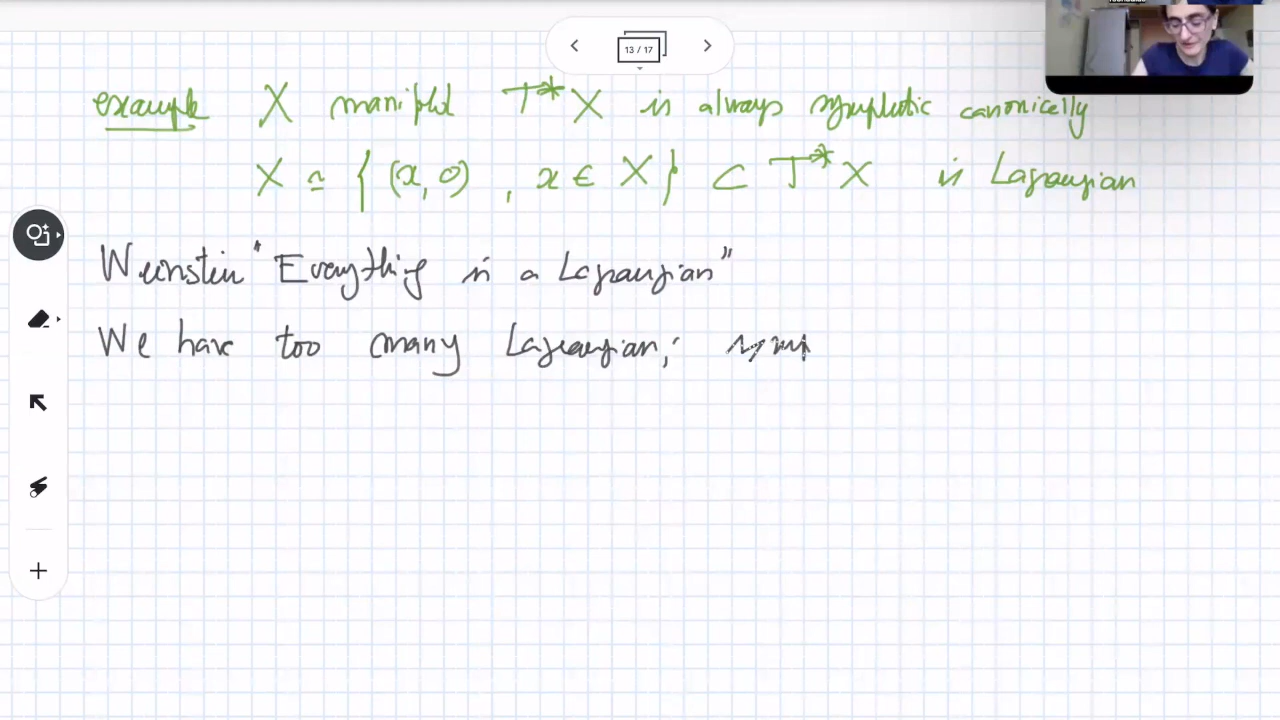 13 / 17
example X manifold T*X is always symplectic canonically
X ≃ { (x, 0) , x ∈ X } ⊂ T*X is Lagrangian
Weinstein "Everything is a Lagrangian"
We have too many Lagrangian;